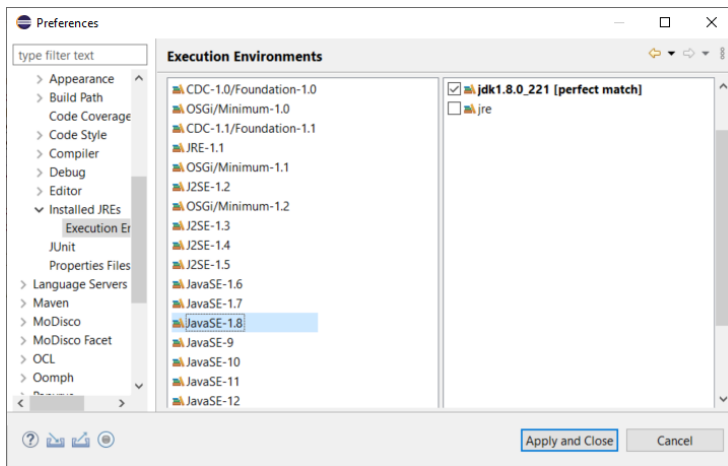 Preferences
type filter text
Appearance
Build Path
Code Coverage
Code Style
Compiler
Debug
Editor
Installed JREs
Execution Er
JUnit
Properties Files
Language Servers
Maven
MoDisco
MoDisco Facet
OCL
Oomph
Execution Environments
CDC-1.0/Foundation-1.0
OSGi/Minimum-1.0
CDC-1.1/Foundation-1.1
JRE-1.1
OSGi/Minimum-1.1
J2SE-1.2
OSGi/Minimum-1.2
J2SE-1.3
J2SE-1.4
J2SE-1.5
JavaSE-1.6
JavaSE-1.7
JavaSE-1.8
JavaSE-9
JavaSE-10
JavaSE-11
JavaSE-12
jdk1.8.0_221 [perfect match]
jre
Apply and Close
Cancel